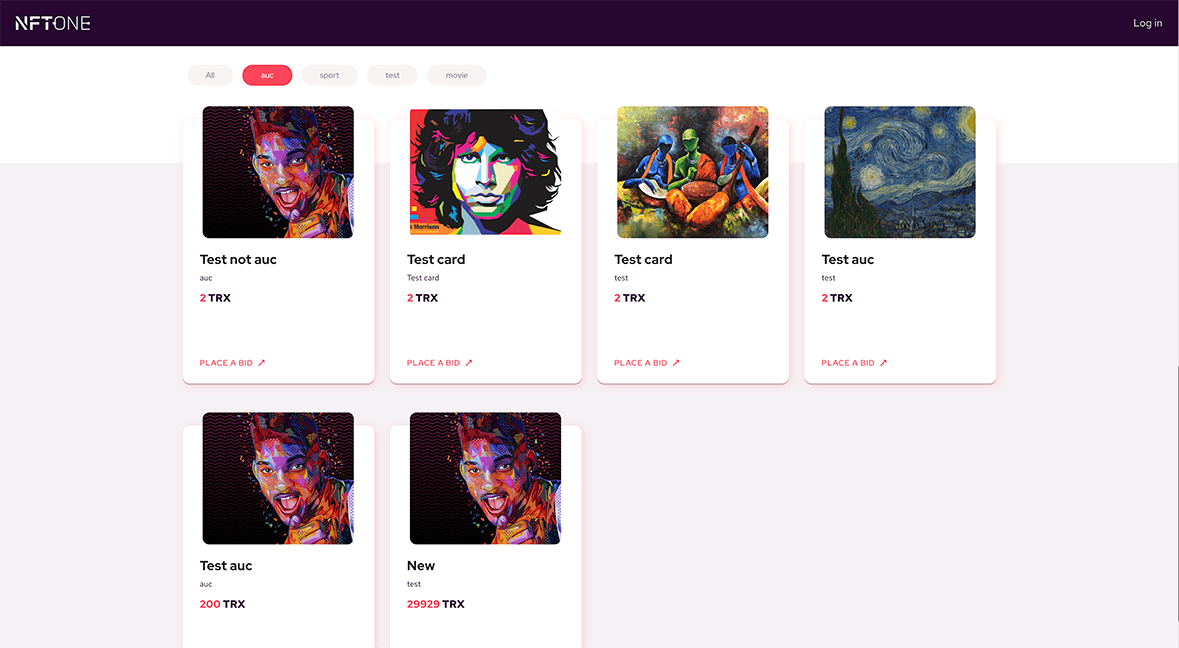 NFTONE
Log in
All
auc
sport
test
movie
Morrison
Test not auc
auc
2 TRX
PLACE A BID ↗
Test card
Test card
2 TRX
PLACE A BID ↗
Test card
test
2 TRX
PLACE A BID ↗
Test auc
test
2 TRX
PLACE A BID ↗
Test auc
auc
200 TRX
New
test
29929 TRX